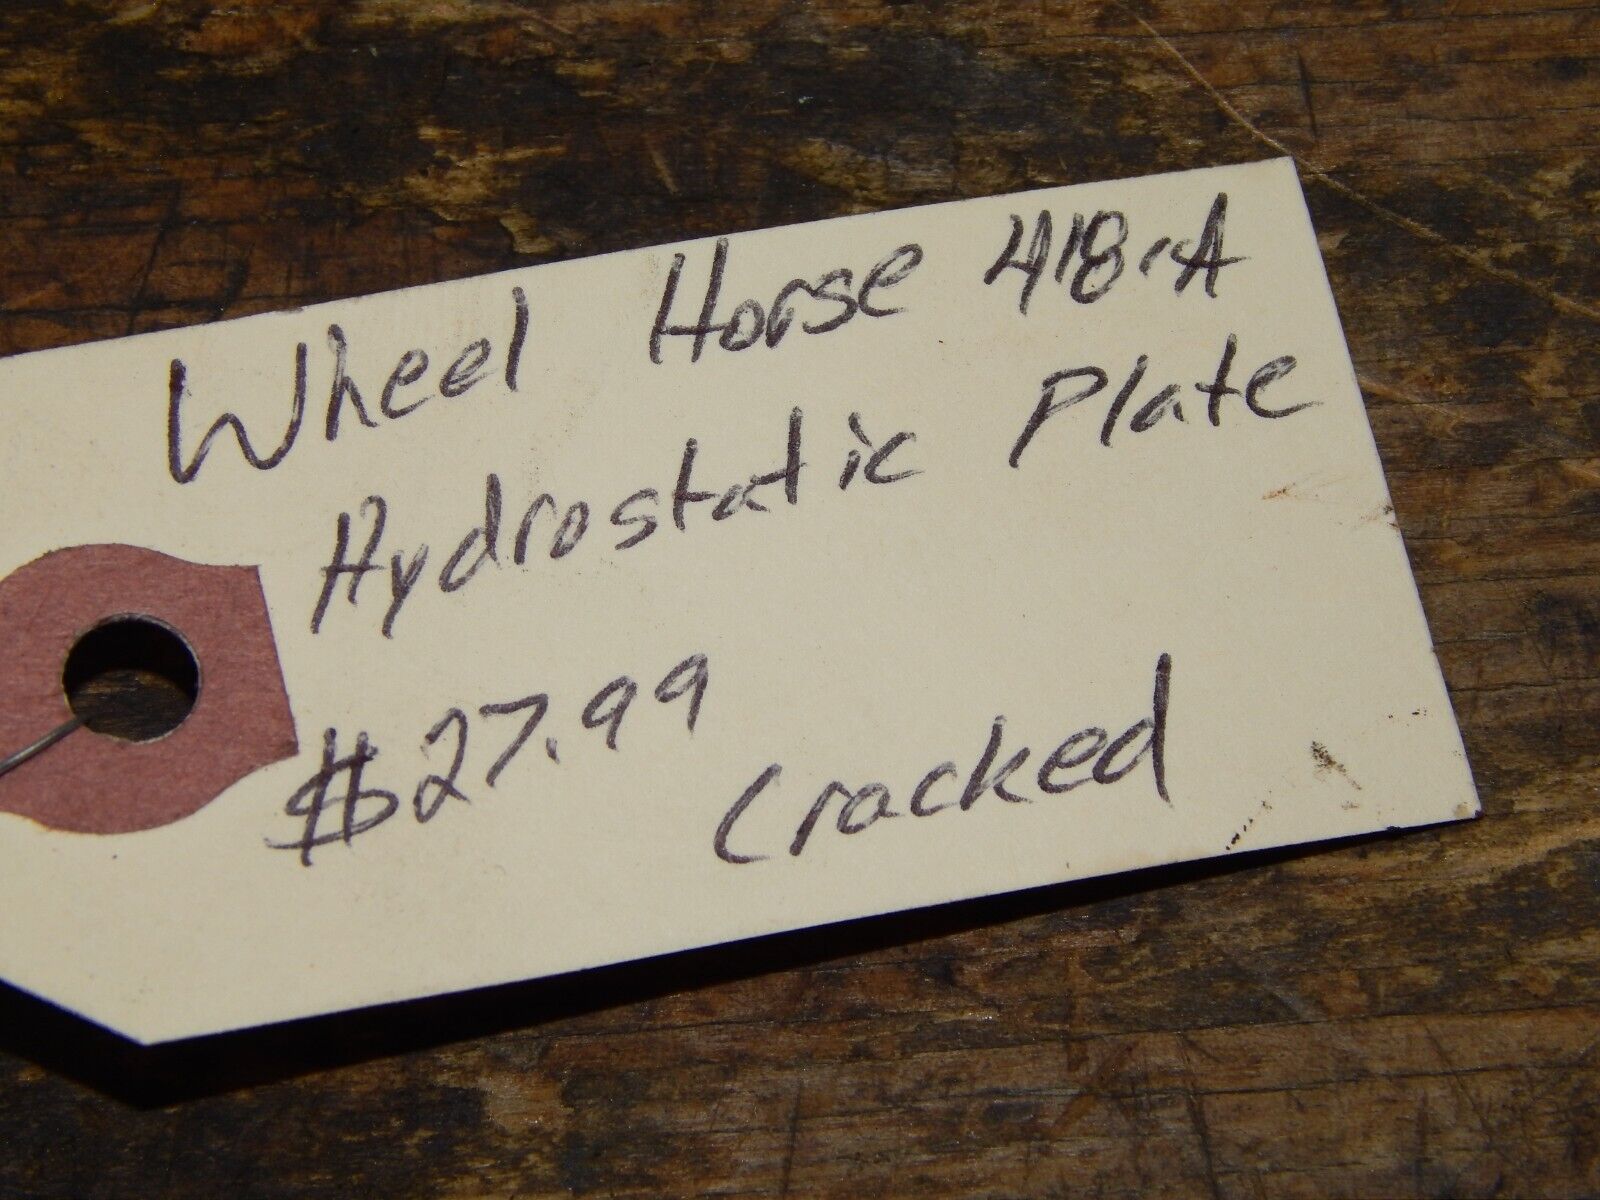 Wheel Horse 418-A
Hydrostatic Plate
$27.99
Cracked